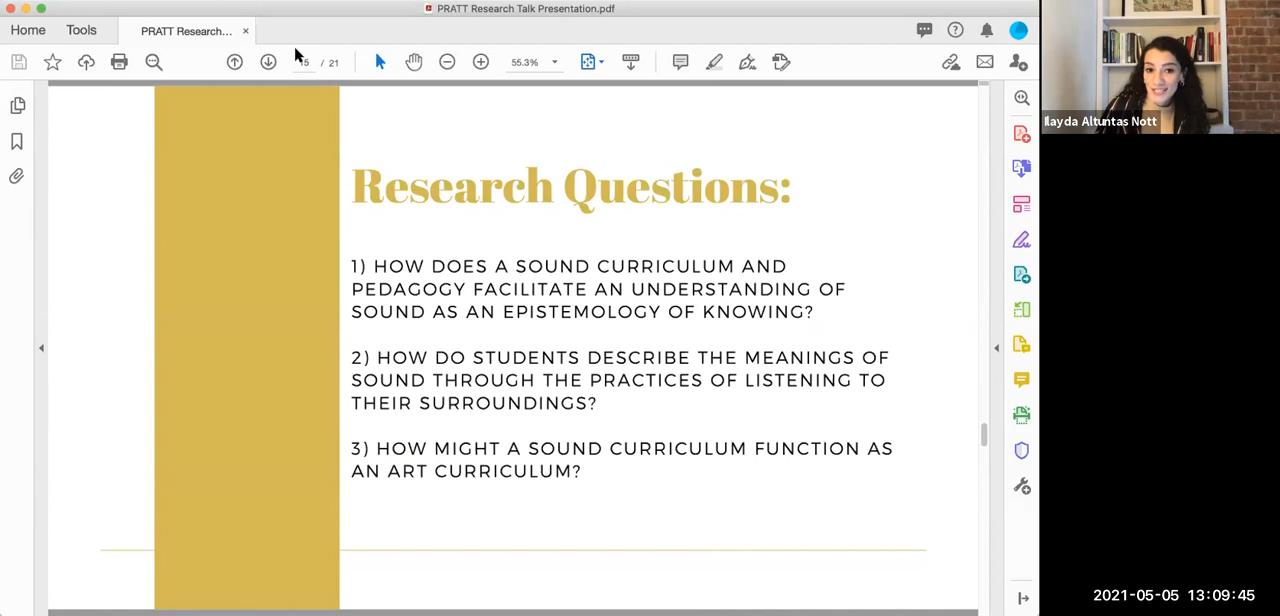 PRATT Research Talk Presentation.pdf
Home
Tools
PRATT Research...
/ 21
55.3%
Ilayda Altuntas Nott
Research Questions:
1) HOW DOES A SOUND CURRICULUM AND
PEDAGOGY FACILITATE AN UNDERSTANDING OF
SOUND AS AN EPISTEMOLOGY OF KNOWING?
2) HOW DO STUDENTS DESCRIBE THE MEANINGS OF
SOUND THROUGH THE PRACTICES OF LISTENING TO
THEIR SURROUNDINGS?
3) HOW MIGHT A SOUND CURRICULUM FUNCTION AS
AN ART CURRICULUM?
2021-05-05 13:09:45